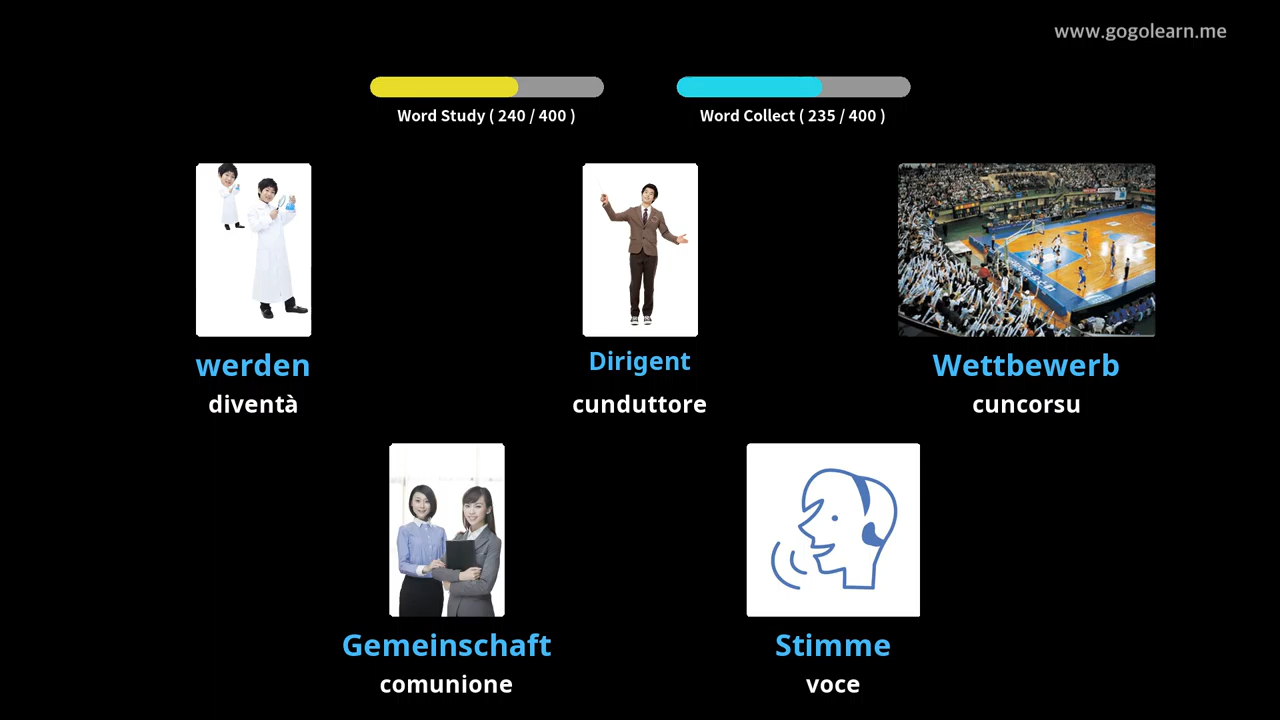 www.gogolearn.me
Word Study ( 240 / 400 )
Word Collect ( 235 / 400 )
werden
diventà
Dirigent
cunduttore
Wettbewerb
cuncorsu
Gemeinschaft
comunione
Stimme
voce